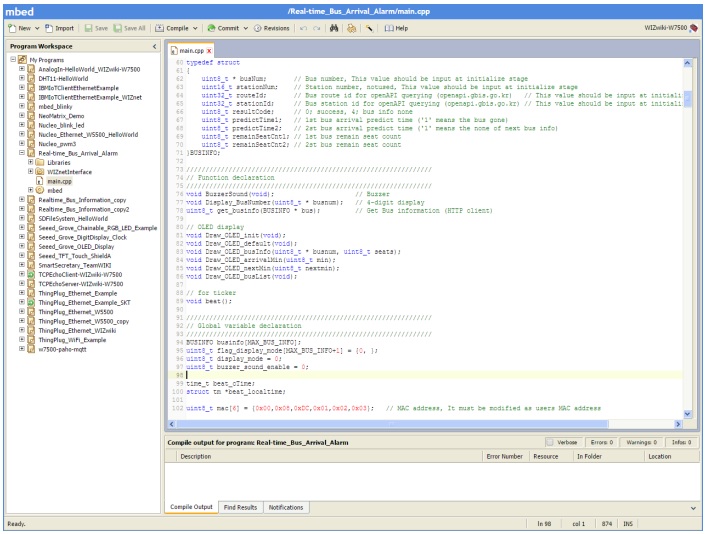 mbed
/Real-time_Bus_Arrival_Alarm/main.cpp
New Import Save Save All Compile Commit Revisions Help WIZwiki-W7500
Program Workspace
My Programs
AnalogIn-HelloWorld_WIZwiki-W7500
DHT11-HelloWorld
IBMIoTClientEthernetExample
IBMIoTClientEthernetExample_WIZnet
mbed_blinky
NeoMatrix_Demo
Nucleo_blink_led
Nucleo_Ethernet_W5500_HelloWorld
Nucleo_pwm3
Real-time_Bus_Arrival_Alarm
Libraries
WIZnetInterface
main.cpp
mbed
Realtime_Bus_Information_copy
Realtime_Bus_Information_copy2
SDFileSystem_HelloWorld
Seeed_Grove_Chainable_RGB_LED_Example
Seeed_Grove_DigitDisplay_Clock
Seeed_Grove_OLED_Display
Seeed_TFT_Touch_ShieldA
SmartSecretary_TeamWIKI
TCPEchoClient-WIZwiki-W7500
TCPEchoServer-WIZwiki-W7500
ThingPlug_Ethernet_Example
ThingPlug_Ethernet_Example_SKT
ThingPlug_Ethernet_W5500
ThingPlug_Ethernet_W5500_copy
ThingPlug_Ethernet_WIZwiki
ThingPlug_WiFi_Example
w7500-paho-mqtt
main.cpp x
60 typedef struct
61 {
62 uint8_t * busNum; // Bus number, This value should be input at initialize stage
63 uint16_t stationNum; // Station number, notused, This value should be input at initialize stage
64 uint32_t routeId; // Bus route id for openAPI querying (openapi.gbis.go.kr) // This value should be input at initiali
65 uint32_t stationId; // Bus station id for openAPI querying (openapi.gbis.go.kr) // This value should be input at initiali
66 uint8_t resultCode; // 0; success, 4; bus info none
67 uint8_t predictTime1; // 1st bus arrival predict time ('1' means the bus gone)
68 uint8_t predictTime2; // 2st bus arrival predict time ('1' means the none of next bus info)
69 uint8_t remainSeatCnt1; // 1st bus remain seat count
70 uint8_t remainSeatCnt2; // 2st bus remain seat count
71 }BUSINFO;
72
73 /////////////////////////////////////////////////////////////
74 // Function declaration
75 /////////////////////////////////////////////////////////////
76 void BuzzerSound(void); // Buzzer
77 void Display_BusNumber(uint8_t * busnum); // 4-digit display
78 uint8_t get_businfo(BUSINFO * bus); // Get Bus information (HTTP client)
79
80 // OLED display
81 void Draw_OLED_init(void);
82 void Draw_OLED_default(void);
83 void Draw_OLED_busInfo(uint8_t * busnum, uint8_t seats);
84 void Draw_OLED_arrivalMin(uint8_t min);
85 void Draw_OLED_nextMin(uint8_t nextmin);
86 void Draw_OLED_busList(void);
87
88 // for ticker
89 void beat();
90
91 /////////////////////////////////////////////////////////////
92 // Global variable declaration
93 /////////////////////////////////////////////////////////////
94 BUSINFO businfo[MAX_BUS_INFO];
95 uint8_t flag_display_mode[MAX_BUS_INFO+1] = {0, };
96 uint8_t display_mode = 0;
97 uint8_t buzzer_sound_enable = 0;
98
99 time_t beat_cTime;
100 struct tm *beat_localtime;
101
102 uint8_t mac[6] = {0x00,0x08,0xDC,0x01,0x02,0x03}; // MAC address, It must be modified as users MAC address
Compile output for program: Real-time_Bus_Arrival_Alarm Verbose Errors: 0 Warnings: 0 Infos: 0
Description Error Number Resource In Folder Location
Compile Output Find Results Notifications
Ready. ln 98 col 1 874 INS